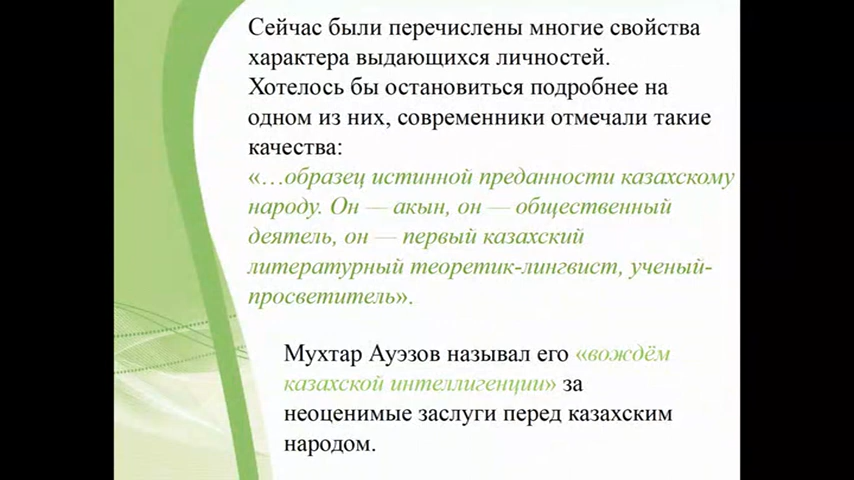 Сейчас были перечислены многие свойства
характера выдающихся личностей.
Хотелось бы остановиться подробнее на
одном из них, современники отмечали такие
качества:
«…образец истинной преданности казахскому
народу. Он — акын, он — общественный
деятель, он — первый казахский
литературный теоретик-лингвист, ученый-
просветитель».
Мухтар Ауэзов называл его «вождём
казахской интеллигенции» за
неоценимые заслуги перед казахским
народом.